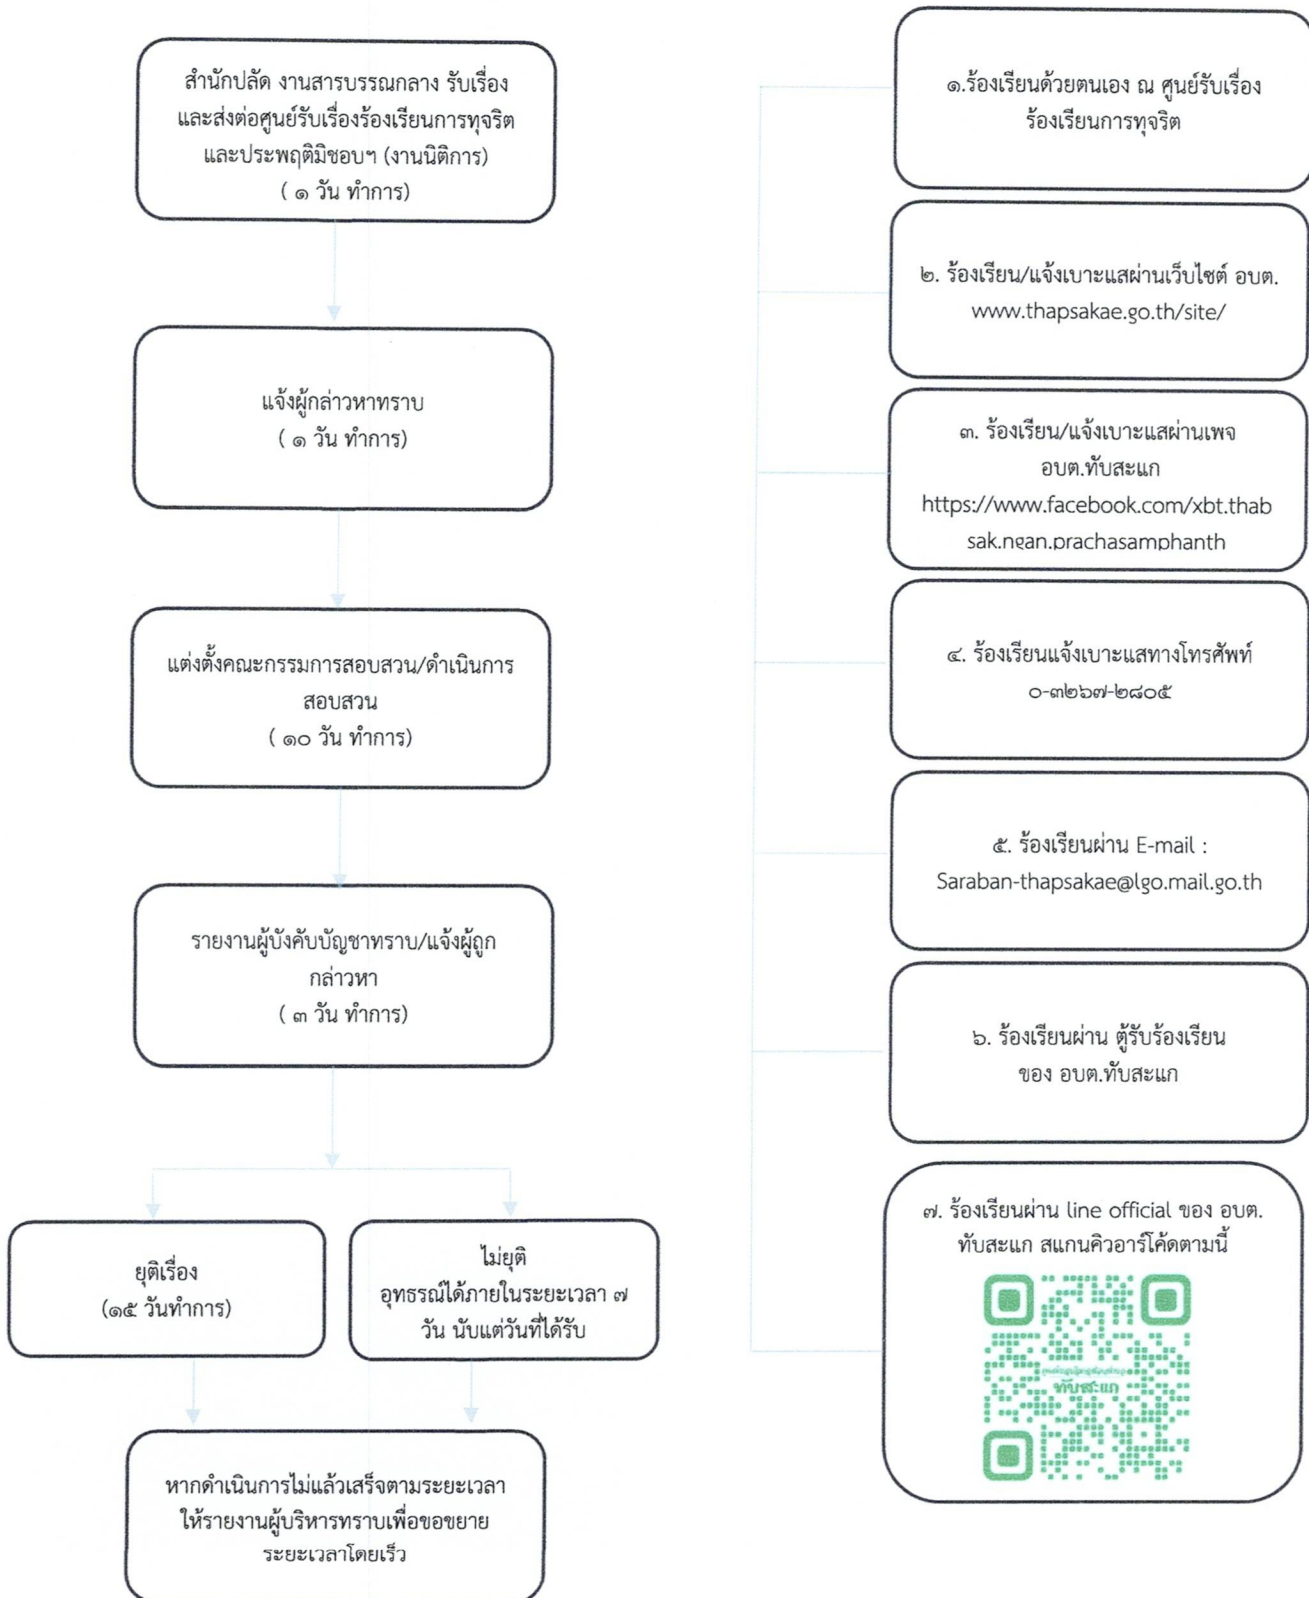 สำนักปลัด งานสารบรรณกลาง รับเรื่อง
และส่งต่อศูนย์รับเรื่องร้องเรียนการทุจริต
และประพฤติมิชอบฯ (งานนิติการ)
( ๑ วัน ทำการ)
แจ้งผู้กล่าวหาทราบ
( ๑ วัน ทำการ)
แต่งตั้งคณะกรรมการสอบสวน/ดำเนินการ
สอบสวน
( ๑๐ วัน ทำการ)
รายงานผู้บังคับบัญชาทราบ/แจ้งผู้ถูก
กล่าวหา
( ๓ วัน ทำการ)
ยุติเรื่อง
(๑๕ วันทำการ)
ไม่ยุติ
อุทธรณ์ได้ภายในระยะเวลา ๗
วัน นับแต่วันที่ได้รับ
หากดำเนินการไม่แล้วเสร็จตามระยะเวลา
ให้รายงานผู้บริหารทราบเพื่อขอขยาย
ระยะเวลาโดยเร็ว
๑.ร้องเรียนด้วยตนเอง ณ ศูนย์รับเรื่อง
ร้องเรียนการทุจริต
๒. ร้องเรียน/แจ้งเบาะแสผ่านเว็บไซต์ อบต.
www.thapsakae.go.th/site/
๓. ร้องเรียน/แจ้งเบาะแสผ่านเพจ
อบต.ทับสะแก
https://www.facebook.com/xbt.thab
sak.ngan.prachasamphanth
๔. ร้องเรียนแจ้งเบาะแสทางโทรศัพท์
๐-๓๒๖๗-๒๘๐๕
๕. ร้องเรียนผ่าน E-mail :
Saraban-thapsakae@lgo.mail.go.th
๖. ร้องเรียนผ่าน ตู้รับร้องเรียน
ของ อบต.ทับสะแก
๗. ร้องเรียนผ่าน line official ของ อบต.
ทับสะแก สแกนคิวอาร์โค้ดตามนี้
ทับสะแก